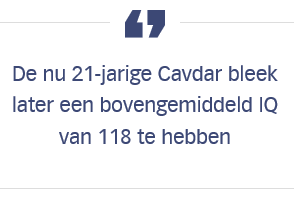 De nu 21-jarige Cavdar bleek
later een bovengemiddeld IQ
van 118 te hebben